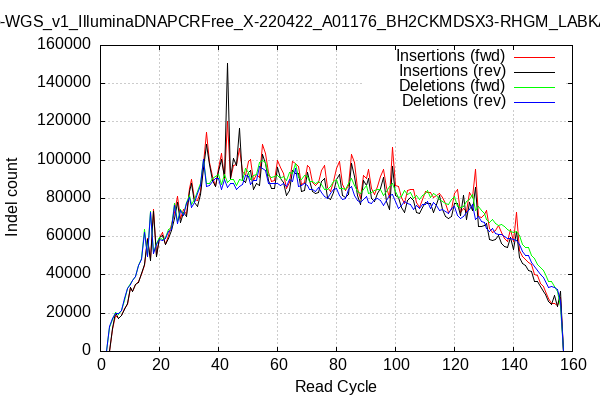 -WGS_v1_IlluminaDNAPCRFree_X-220422_A01176_BH2CKMDSX3-RHGM_LABKA
160000
140000
120000
100000
80000
60000
40000
20000
0
Indel count
Insertions (fwd)
Insertions (rev)
Deletions (fwd)
Deletions (rev)
0 20 40 60 80 100 120 140 160
Read Cycle